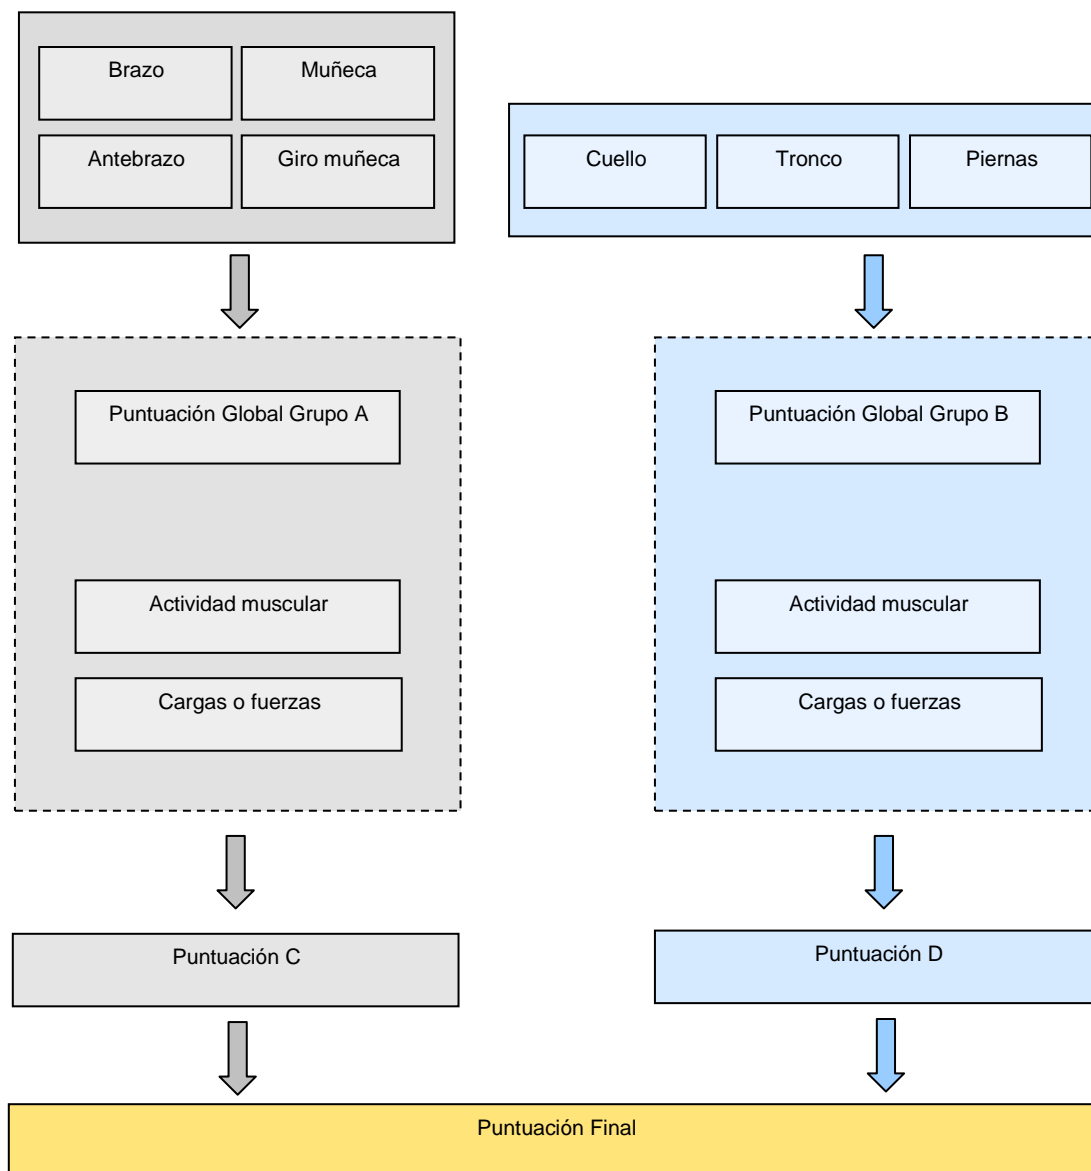 Brazo
Muñeca
Antebrazo
Giro muñeca
Cuello
Tronco
Piernas
Puntuación Global Grupo A
Puntuación Global Grupo B
Actividad muscular
Actividad muscular
Cargas o fuerzas
Cargas o fuerzas
Puntuación C
Puntuación D
Puntuación Final